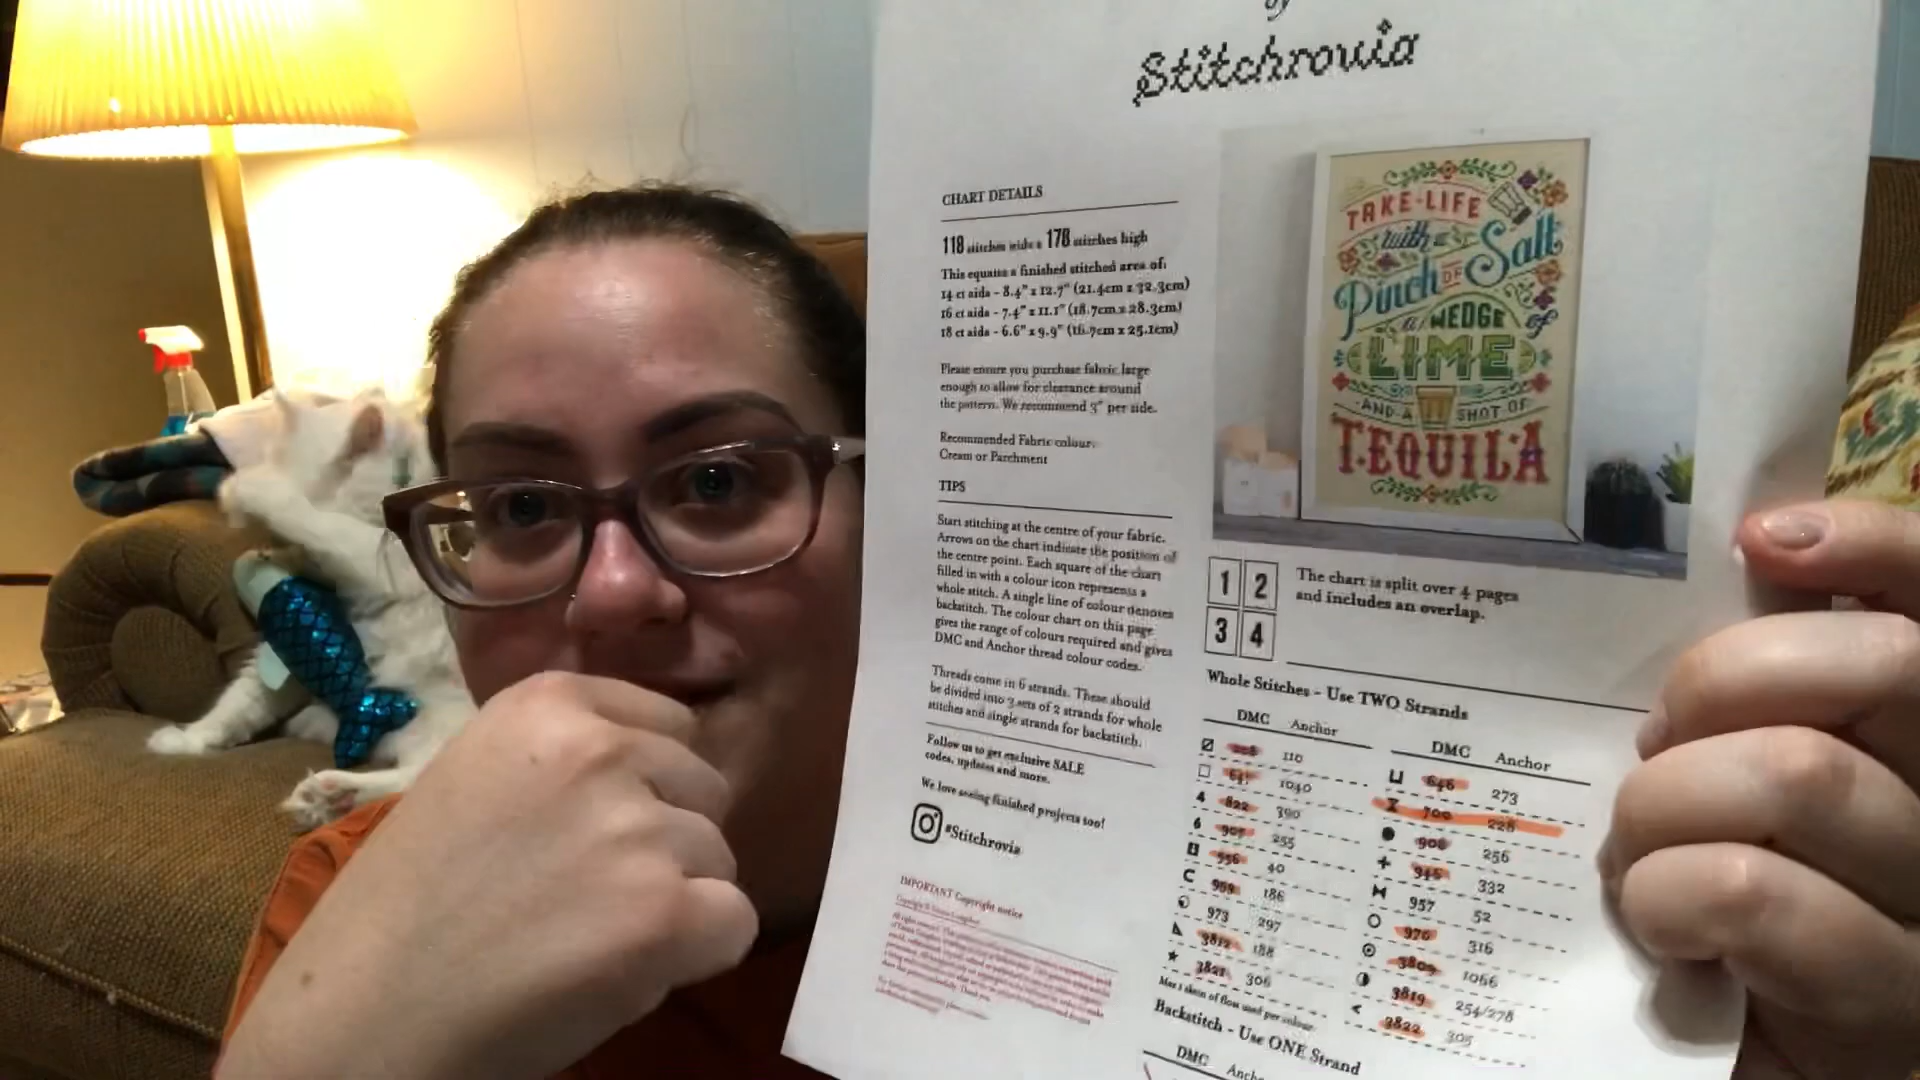 by
Stitchrovia
CHART DETAILS
118 stitches wide x 178 stitches high
This equates a finished stitched area of:
14 ct aida - 8.4" x 12.7" (21.4cm x 32.3cm)
16 ct aida - 7.4" x 11.1" (18.7cm x 28.3cm)
18 ct aida - 6.6" x 9.9" (16.7cm x 25.1cm)
Please ensure you purchase fabric large
enough to allow for clearance around
the pattern. We recommend 3" per side.
Recommended Fabric colour:
Cream or Parchment
TIPS
Start stitching at the centre of your fabric.
Arrows on the chart indicate the position of
the centre point. Each square of the chart
filled in with a colour icon represents a
whole stitch. A single line of colour denotes
backstitch. The colour chart on this page
gives the range of colours required and gives
DMC and Anchor thread colour codes.
Threads come in 6 strands. These should
be divided into 3 sets of 2 strands for whole
stitches and single strands for backstitch.
Follow us to get exclusive SALE
codes, updates and more.
We love seeing finished projects too!
#Stitchrovia
IMPORTANT Copyright notice
TAKE-LIFE
with a
Pinch OF Salt
WEDGE of
LIME
AND A SHOT OF
TEQUILA
1 2
3 4
The chart is split over 4 pages
and includes an overlap.
Whole Stitches - Use TWO Strands
DMC Anchor
110
1040
822 390
255
40
186
973 297
3812 188
3821 306
Max 1 skein of floss used per colour
DMC Anchor
646 273
700 228
256
332
957 52
316
3809 1066
3819 254/278
3822 305
Backstitch - Use ONE Strand
DMC